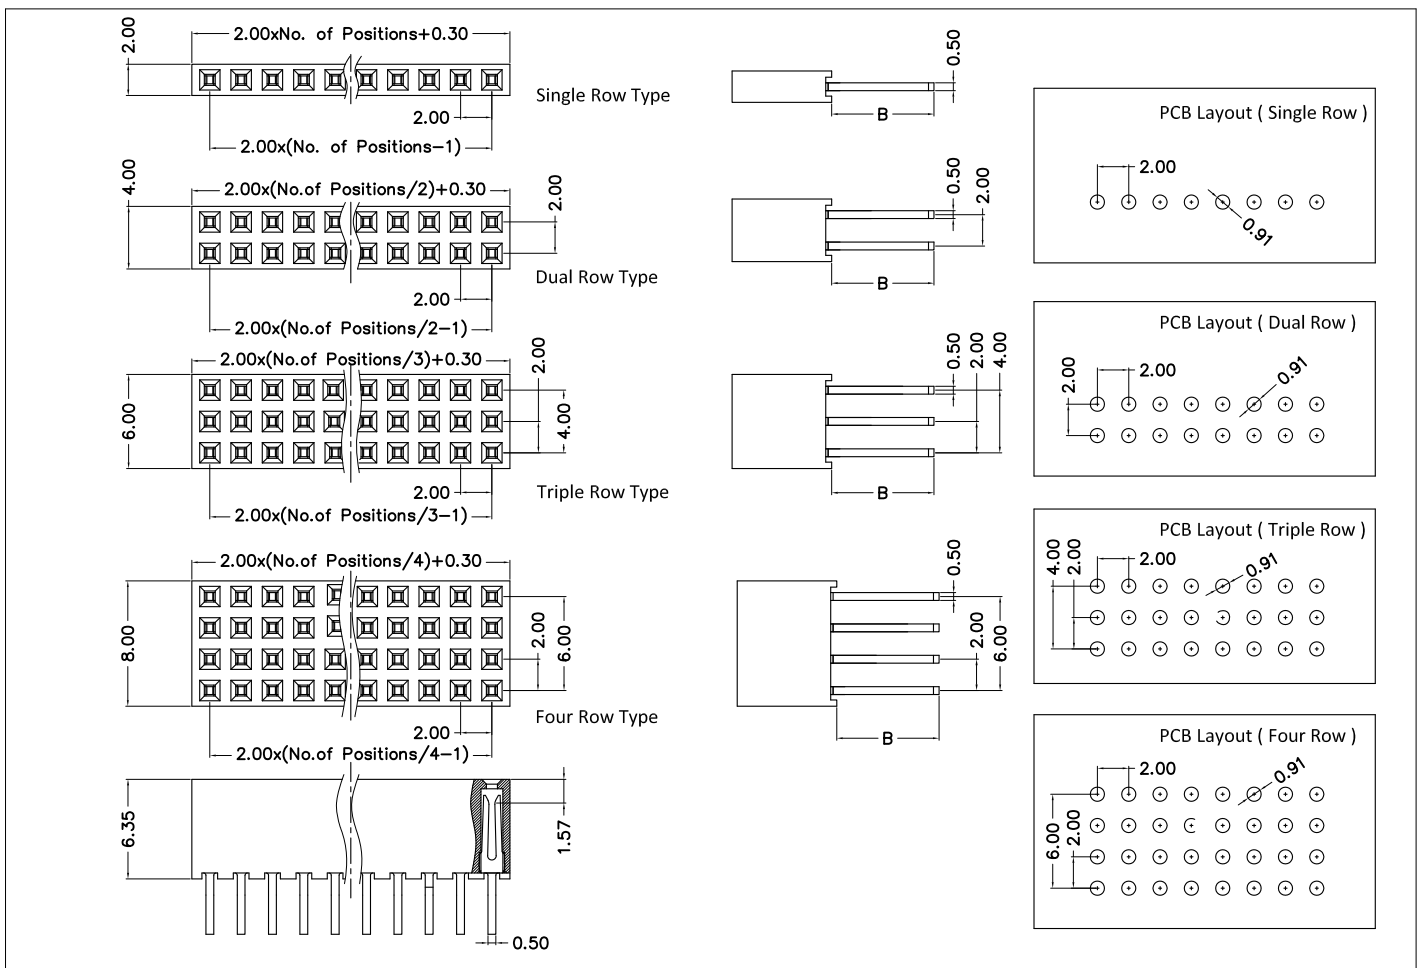 2.00xNo. of Positions+0.30
2.00
Single Row Type
2.00
2.00x(No. of Positions-1)
0.50
B
PCB Layout ( Single Row )
2.00
0.91
4.00
2.00x(No.of Positions/2)+0.30
2.00
Dual Row Type
2.00
2.00x(No.of Positions/2-1)
0.50
2.00
B
PCB Layout ( Dual Row )
2.00
2.00
0.91
2.00x(No.of Positions/3)+0.30
2.00
6.00
4.00
2.00
Triple Row Type
2.00x(No.of Positions/3-1)
0.50
2.00
4.00
B
PCB Layout ( Triple Row )
4.00
2.00
2.00
0.91
2.00x(No.of Positions/4)+0.30
8.00
2.00
6.00
Four Row Type
2.00
2.00x(No.of Positions/4-1)
0.50
2.00
6.00
B
PCB Layout ( Four Row )
2.00
0.91
6.00
2.00
6.35
1.57
0.50